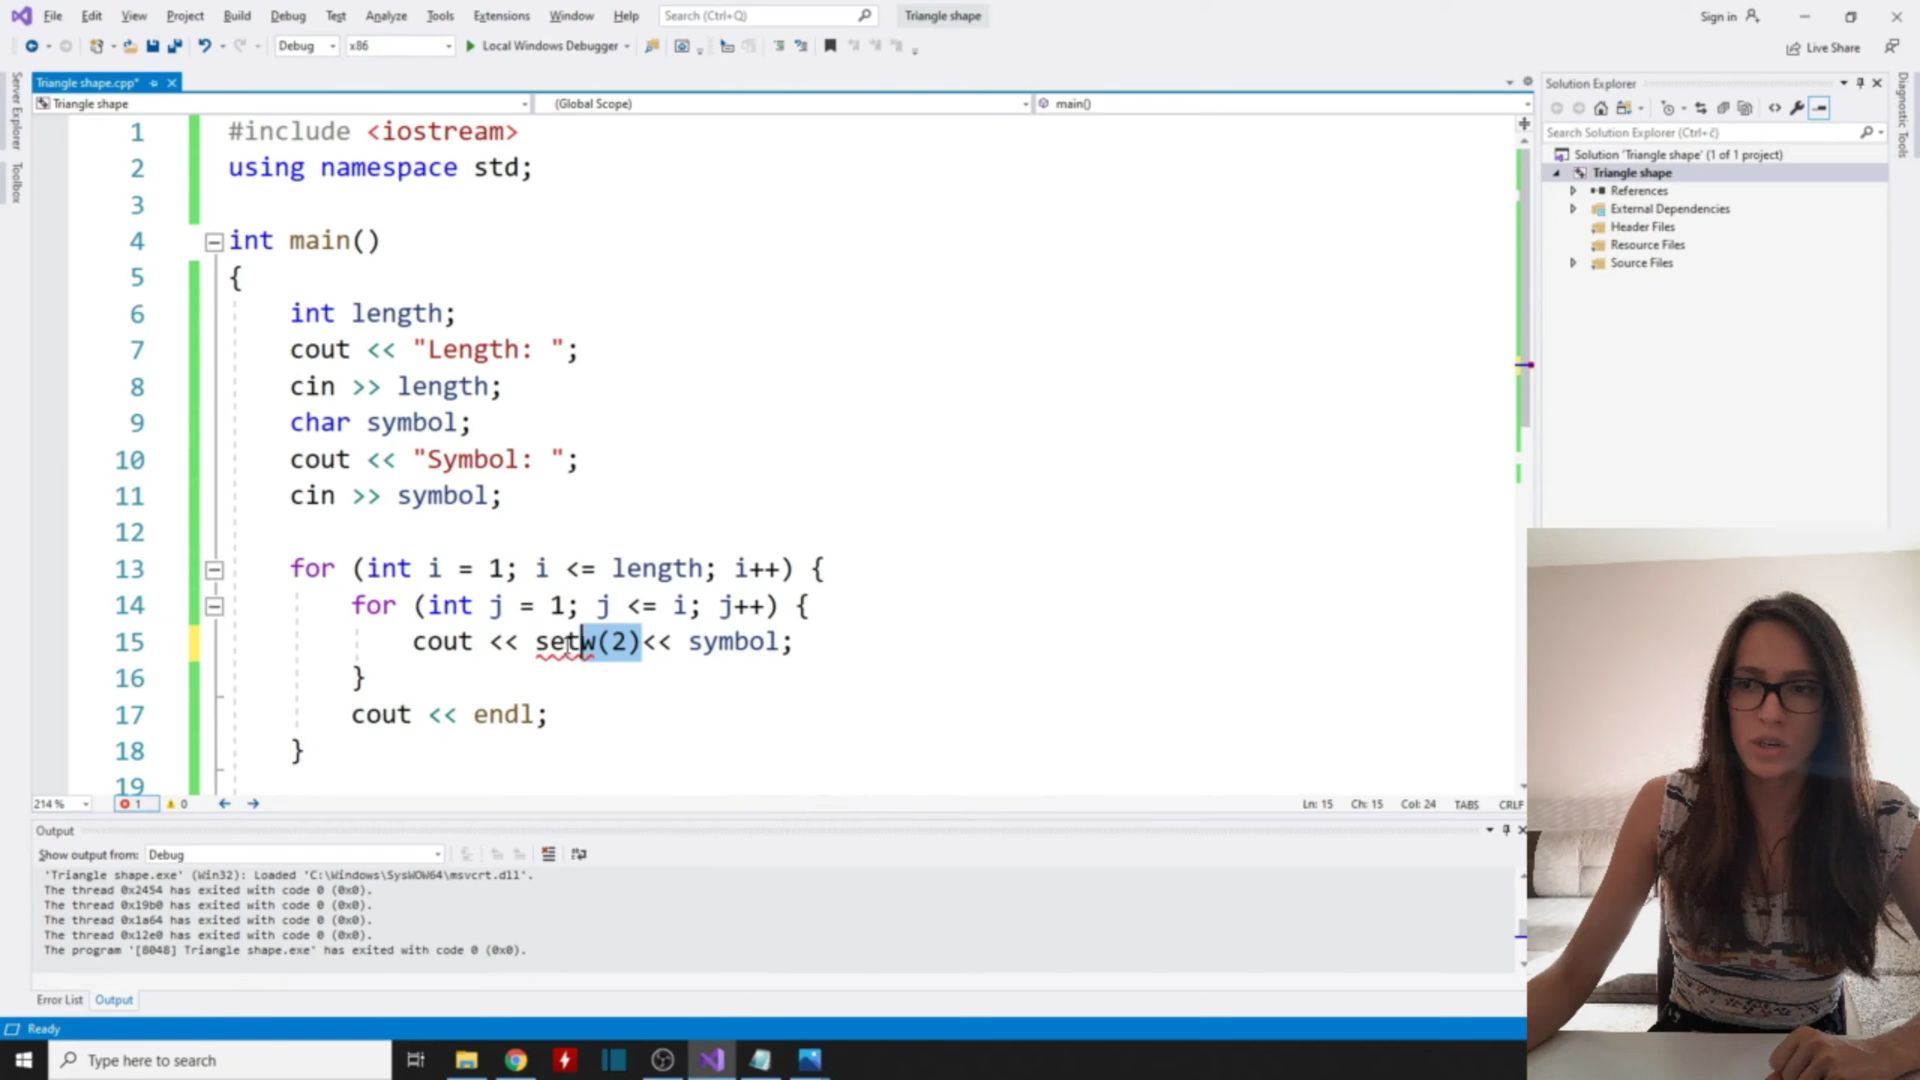 File Edit View Project Build Debug Test Analyze Tools Extensions Window Help Search (Ctrl+Q) Triangle shape Sign in
Debug x86 Local Windows Debugger Live Share
Server Explorer
Toolbox
Triangle shape.cpp*
Triangle shape (Global Scope) main()
1 #include <iostream>
2 using namespace std;
3
4 int main()
5 {
6 int length;
7 cout << "Length: ";
8 cin >> length;
9 char symbol;
10 cout << "Symbol: ";
11 cin >> symbol;
12
13 for (int i = 1; i <= length; i++) {
14 for (int j = 1; j <= i; j++) {
15 cout << setw(2)<< symbol;
16 }
17 cout << endl;
18 }
19
214 % 1 0 Ln: 15 Ch: 15 Col: 24 TABS CRLF
Output
Show output from: Debug
'Triangle shape.exe' (Win32): Loaded 'C:\Windows\SysWOW64\msvcrt.dll'.
The thread 0x2454 has exited with code 0 (0x0).
The thread 0x19b0 has exited with code 0 (0x0).
The thread 0x1a64 has exited with code 0 (0x0).
The thread 0x12e0 has exited with code 0 (0x0).
The program '[8048] Triangle shape.exe' has exited with code 0 (0x0).
Error List Output
Ready
Type here to search
Solution Explorer
Search Solution Explorer (Ctrl+č)
Solution 'Triangle shape' (1 of 1 project)
Triangle shape
References
External Dependencies
Header Files
Resource Files
Source Files
Diagnostic Tools